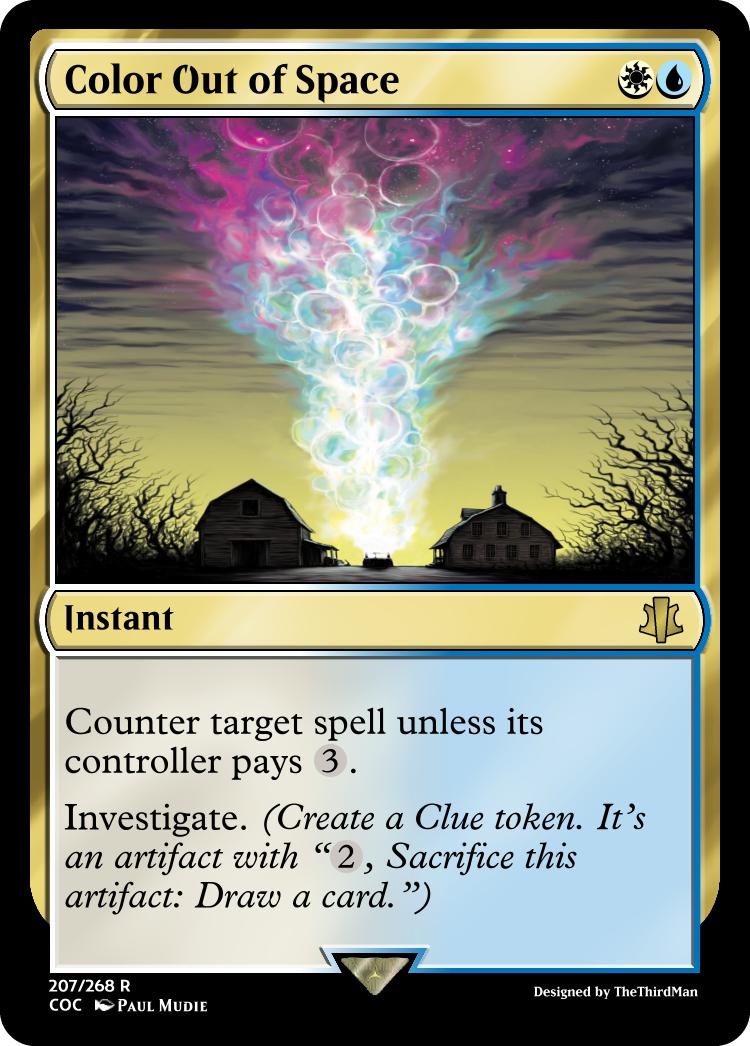 Color Out of Space
Instant
Counter target spell unless its
controller pays 3.
Investigate. (Create a Clue token. It's
an artifact with “2, Sacrifice this
artifact: Draw a card.”)
207/268 R
COC Paul Mudie
Designed by TheThirdMan